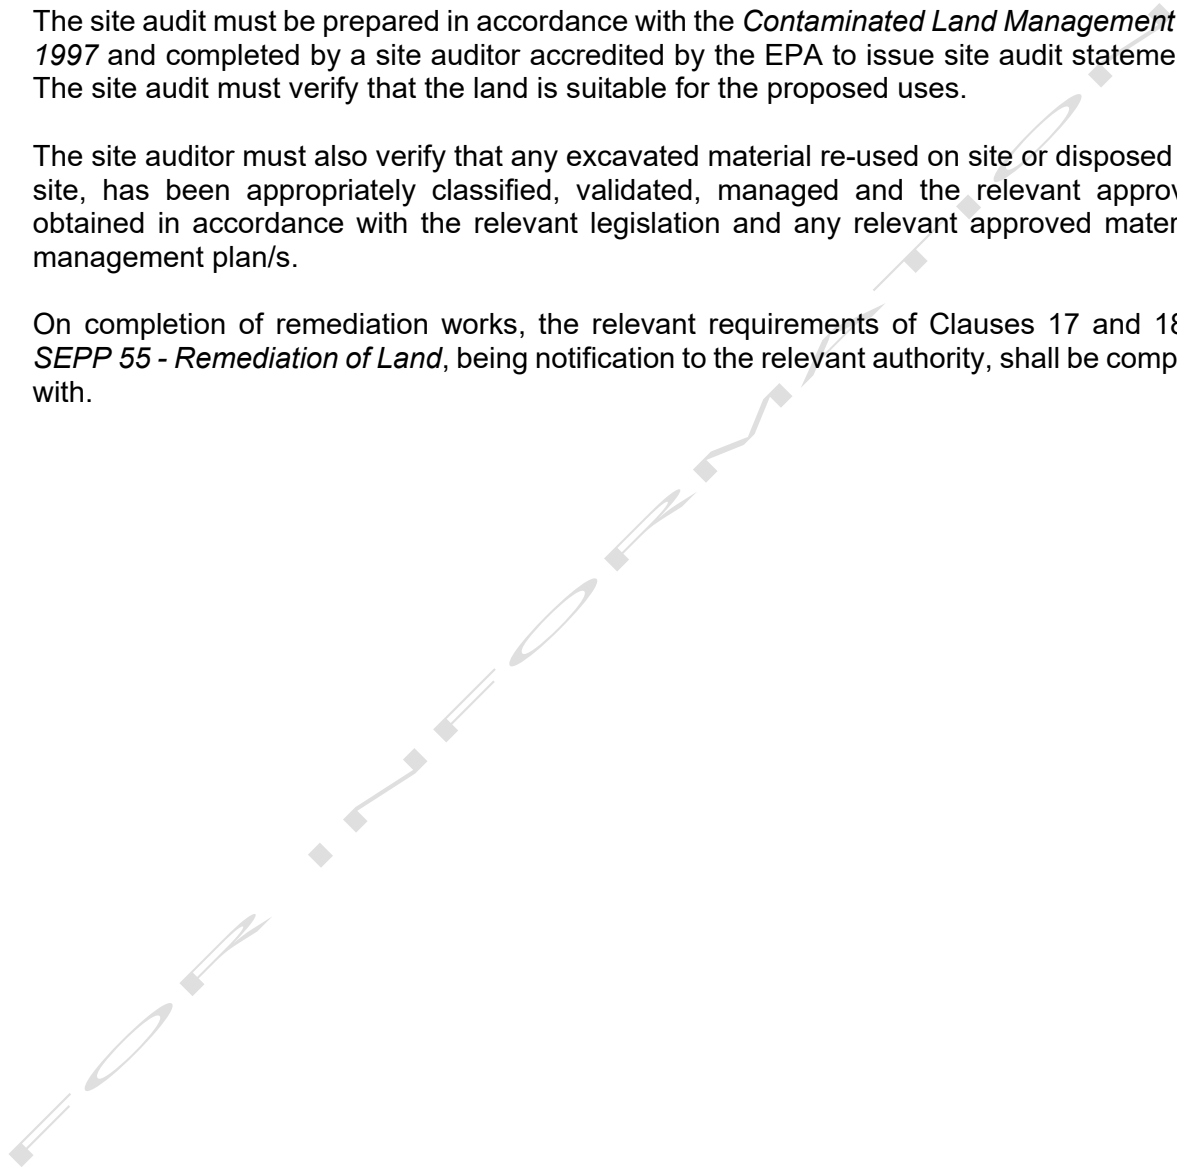 The site audit must be prepared in accordance with the Contaminated Land Management
1997 and completed by a site auditor accredited by the EPA to issue site audit stateme
The site audit must verify that the land is suitable for the proposed uses.
The site auditor must also verify that any excavated material re-used on site or disposed
site, has been appropriately classified, validated, managed and the relevant approv
obtained in accordance with the relevant legislation and any relevant approved mater
management plan/s.
On completion of remediation works, the relevant requirements of Clauses 17 and 18
SEPP 55 - Remediation of Land, being notification to the relevant authority, shall be comp
with.